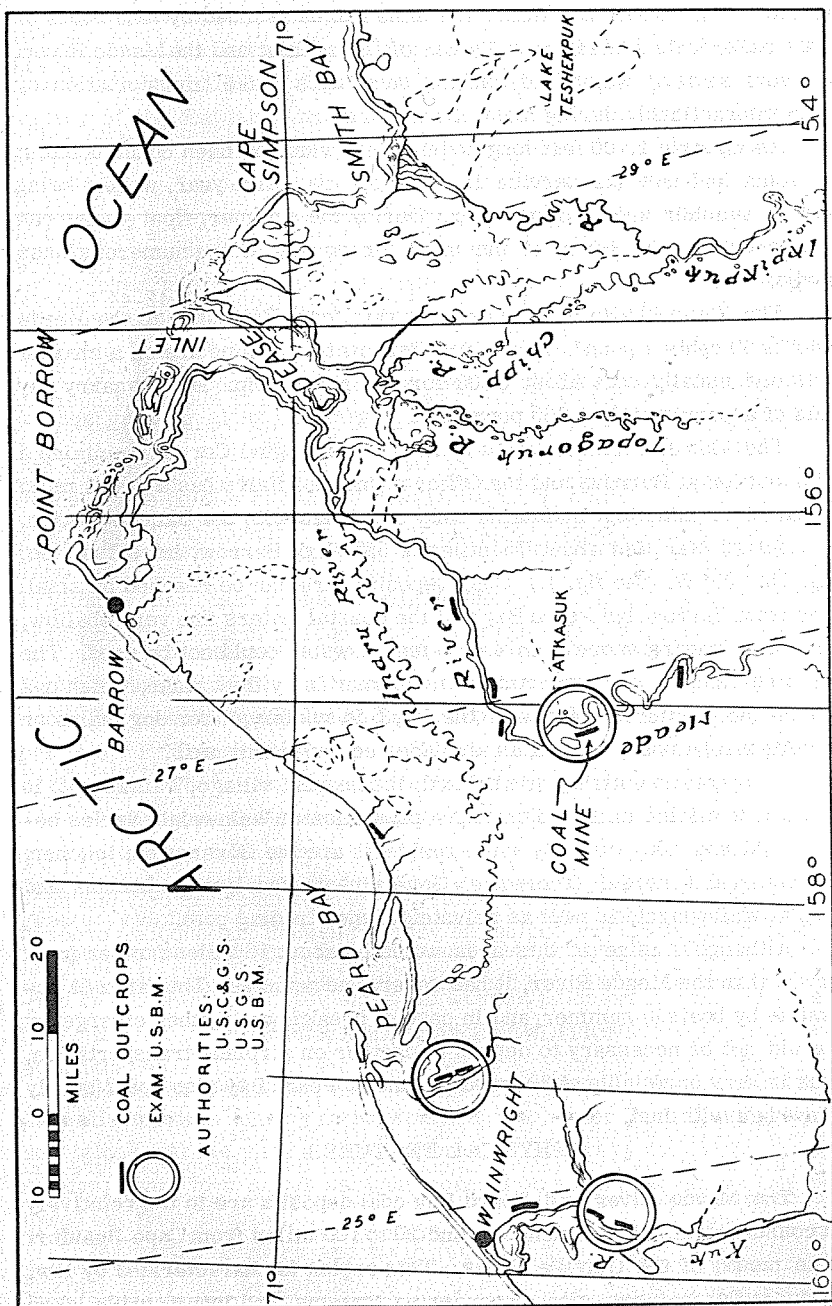 10 0 10 20
MILES
COAL OUTCROPS
EXAM. U.S.B.M.
AUTHORITIES
U.S.C.& G.S.
U.S.G.S.
U.S.B.M.
ARCTIC OCEAN
POINT BORROW
BARROW
CAPE
SIMPSON
SMITH BAY
1°
LAKE
TESHEKPUK
DEASE INLET
27° E
29° E
25° E
71°
PEARD BAY
WAINWRIGHT
Kuk R.
Inaru River
Meade River
ATKASUK
COAL
MINE
Topagoruk R.
Chipp R.
Ikpikpuk R.
160°
158°
156°
154°